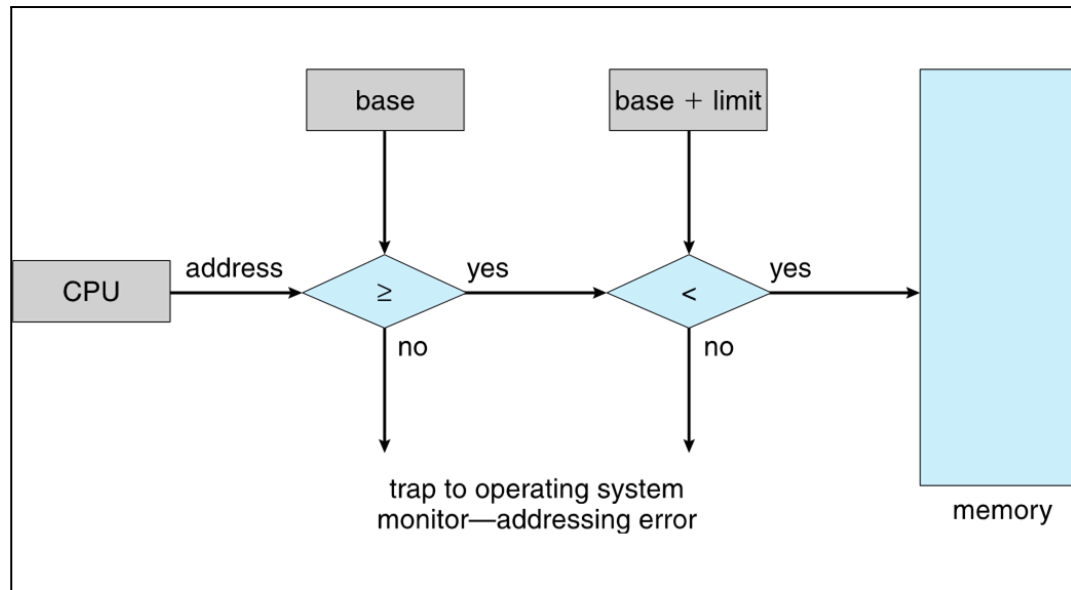 base
base + limit
address
yes
yes
CPU
≥
<
no
no
trap to operating system
monitor—addressing error
memory